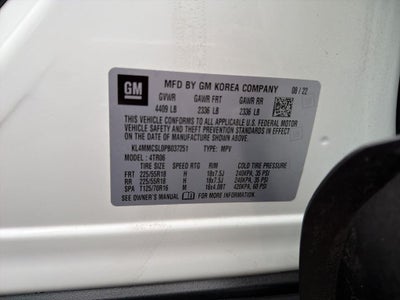 GM
MFD BY GM KOREA COMPANY 08 / 22
GVWR GAWR FRT GAWR RR
4409 LB 2336 LB 2336 LB
THIS VEHICLE CONFORMS TO ALL APPLICABLE U.S. FEDERAL MOTOR
VEHICLE SAFETY AND THEFT PREVENTION STANDARDS IN EFFECT ON
THE DATE OF MANUFACTURE SHOWN ABOVE.
KL4MMCSL0PB037251 TYPE: MPV
MODEL: 4TR06
TIRE SIZE SPEED RTG RIM COLD TIRE PRESSURE
FRT 225/55R18 H 18x7.5J 240KPA, 35 PSI
RR 225/55R18 H 18x7.5J 240KPA, 35 PSI
SPA T125/70R16 M 16x4.00T 420KPA, 60 PSI
SEE OWNER'S MANUAL FOR MORE INFORMATION.